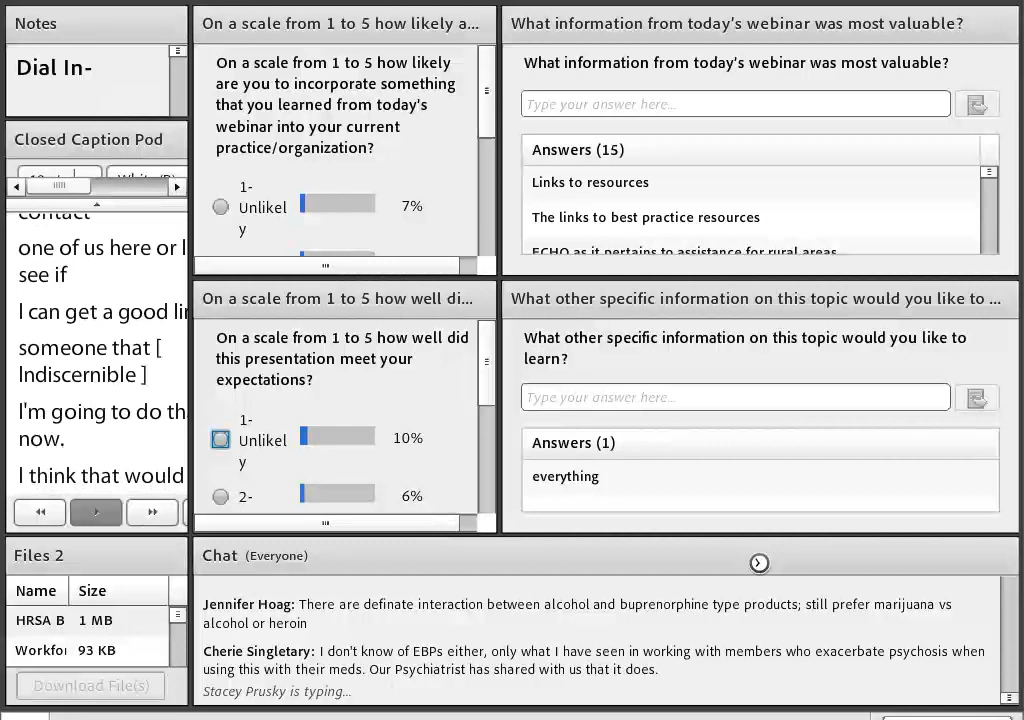 Notes
Dial In-
Closed Caption Pod
contact
one of us here or I
see if
I can get a good
someone that [
Indiscernible ]
I'm going to do
now.
I think that would
Files 2
Name Size
HRSA B 1 MB
93 KB
Download File(s)
On a scale from 1 to 5 how likely a...
On a scale from 1 to 5 how likely
are you to incorporate something
that you learned from today's
webinar into your current
practice/organization?
1-
Unlikel
y
7%
On a scale from 1 to 5 how well di...
On a scale from 1 to 5 how well did
this presentation meet your
expectations?
1-
Unlikel
y
10%
2-
6%
What information from today's webinar was most valuable?
What information from today's webinar was most valuable?
Type your answer here...
Answers (15)
Links to resources
The links to best practice resources
ECHO as it pertains to assistance for rural areas
What other specific information on this topic would you like to ...
What other specific information on this topic would you like to
learn?
Type your answer here...
Answers (1)
everything
Chat (Everyone)
Jennifer Hoag: There are definate interaction between alcohol and buprenorphine type products; still prefer marijuana vs
alcohol or heroin
Cherie Singletary: I don't know of EBPs either, only what I have seen in working with members who exacerbate psychosis when
using this with their meds. Our Psychiatrist has shared with us that it does.
Stacey Prusky is typing...